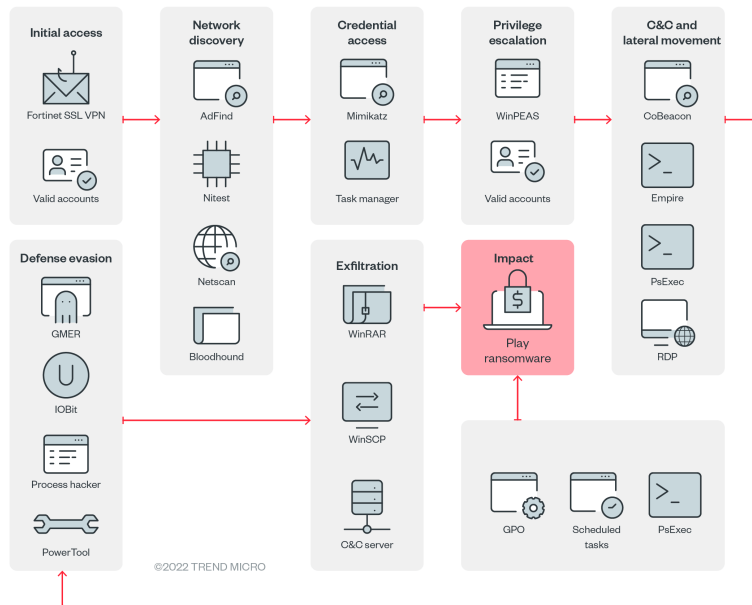 Initial access
Fortinet SSL VPN
Valid accounts
Network
discovery
AdFind
Nitest
Netscan
Bloodhound
Credential
access
Mimikatz
Task manager
Privilege
escalation
WinPEAS
Valid accounts
C&C and
lateral movement
CoBeacon
Empire
PsExec
RDP
Defense evasion
GMER
IOBit
Process hacker
PowerTool
Exfiltration
WinRAR
WinSCP
C&C server
Impact
Play
ransomware
GPO
Scheduled
tasks
PsExec
©2022 TREND MICRO